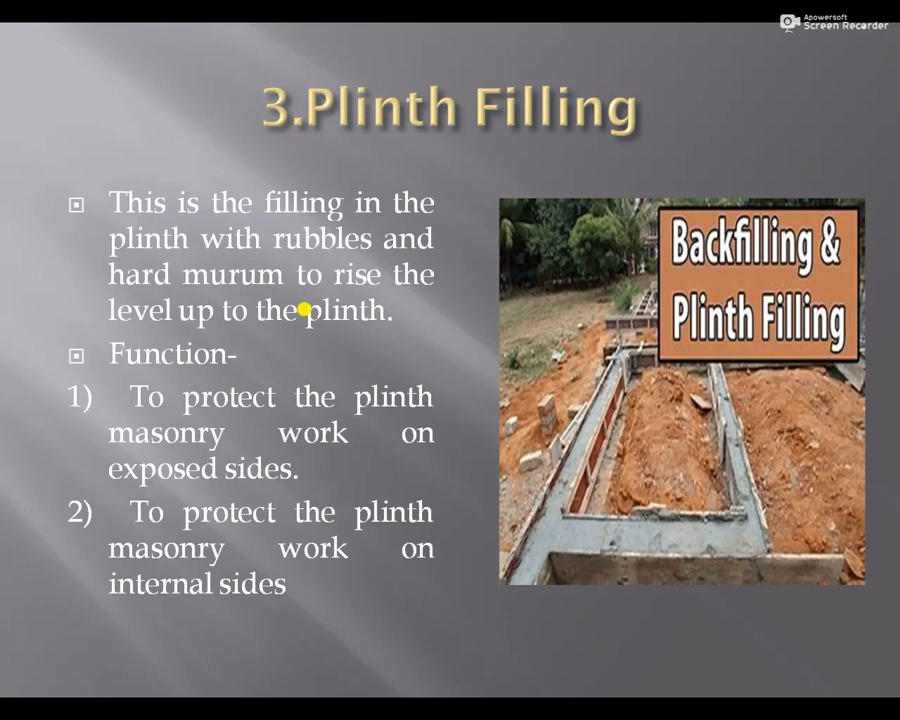 Apowersoft
Screen Recorder
3.Plinth Filling
This is the filling in the
plinth with rubbles and
hard murum to rise the
level up to the plinth.
Function-
1) To protect the plinth
masonry work on
exposed sides.
2) To protect the plinth
masonry work on
internal sides
Backfilling &
Plinth Filling